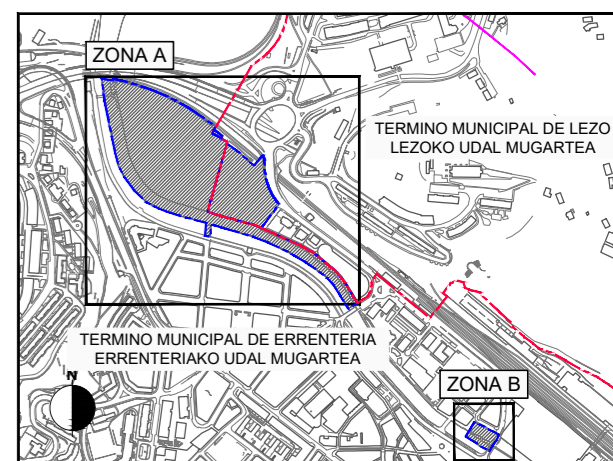 ZONA A
TERMINO MUNICIPAL DE LEZO
LEZOKO UDAL MUGARTEA
TERMINO MUNICIPAL DE ERRENTERIA
ERRENTERIAKO UDAL MUGARTEA
N
ZONA B